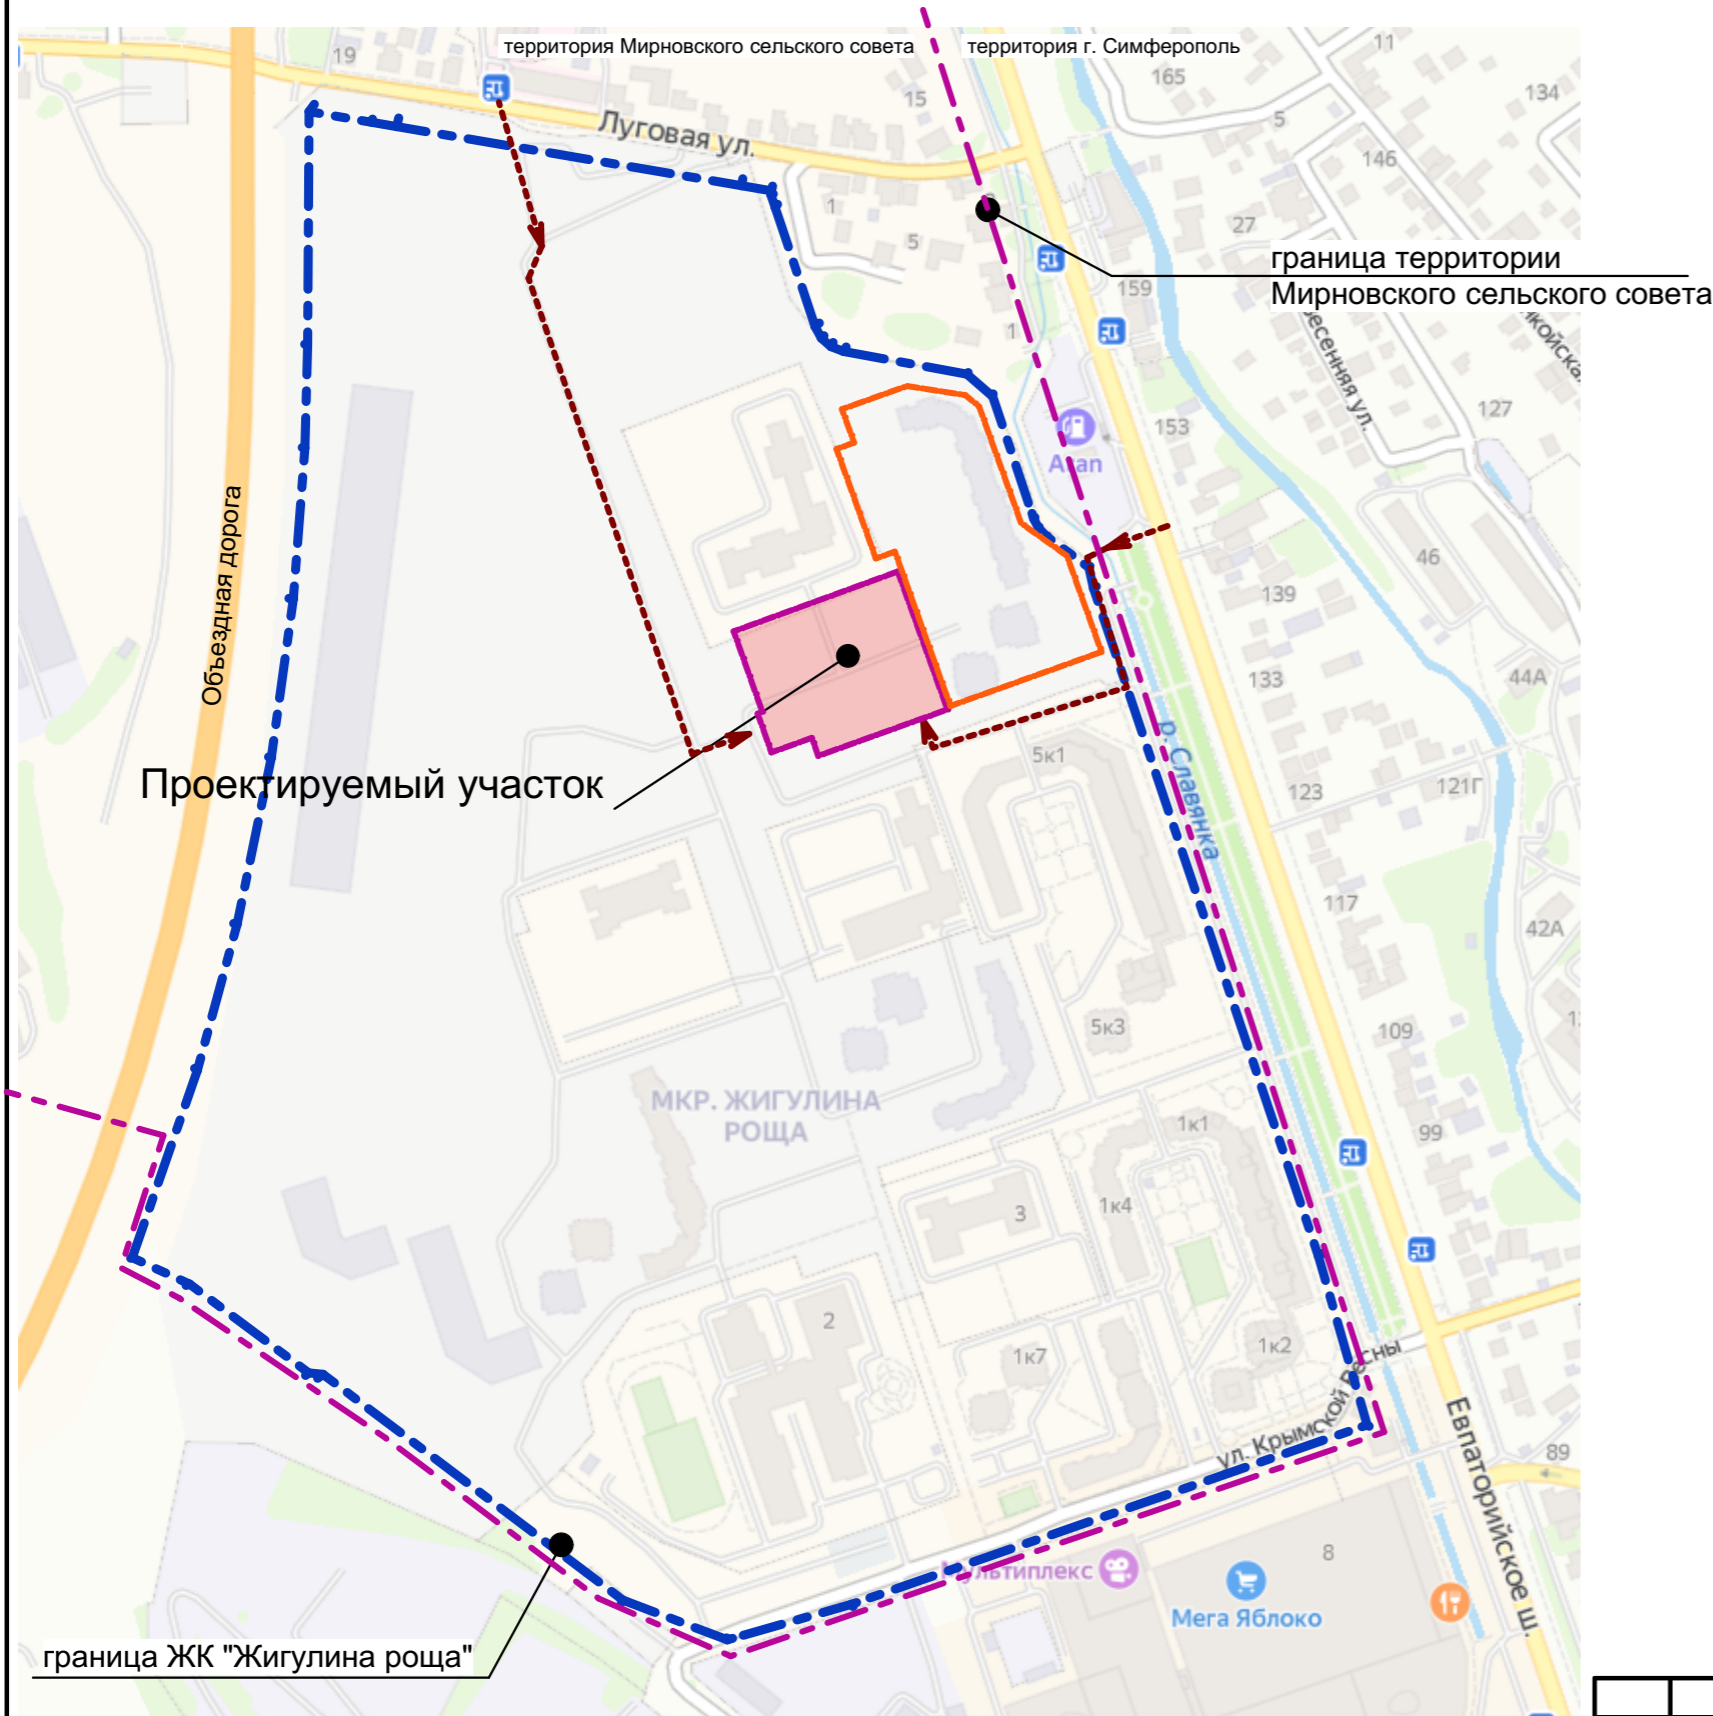 территория Мирновского сельского совета
территория г. Симферополь
19
11
165
134
15
Луговая ул.
5
146
1
27
5
граница территории
Мирновского сельского совета
159
1
127
153
Объездная дорога
46
139
133
44А
р. Славянка
5к1
Проектируемый участок
123
121Г
117
42А
5к3
109
МКР. ЖИГУЛИНА
РОЩА
1к1
99
3
1к4
2
1к7
1к2
ул. Крымской
Евпаторийское ш.
89
8
Мега Яблоко
граница ЖК "Жигулина роща"